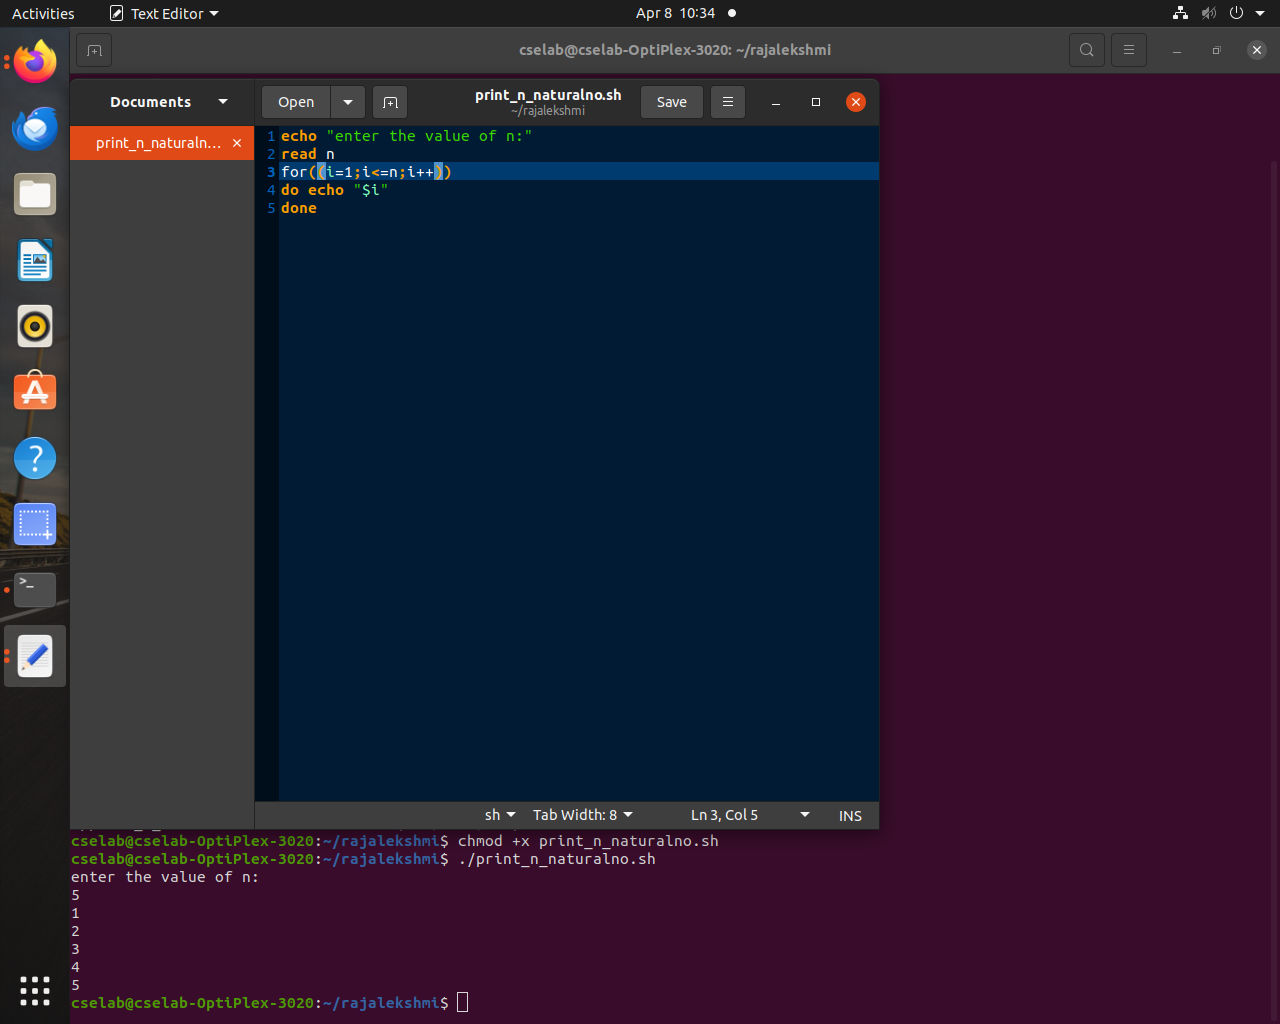 Activities
Text Editor
Apr 8 10:34
cselab@cselab-OptiPlex-3020: ~/rajalekshmi
Documents
Open
print_n_naturalno.sh
~/rajalekshmi
Save
print_n_naturaln...
1 echo "enter the value of n:"
2 read n
3 for((i=1;i<=n;i++))
4 do echo "$i"
5 done
sh
Tab Width: 8
Ln 3, Col 5
INS
cselab@cselab-OptiPlex-3020:~/rajalekshmi$ chmod +x print_n_naturalno.sh
cselab@cselab-OptiPlex-3020:~/rajalekshmi$ ./print_n_naturalno.sh
enter the value of n:
5
1
2
3
4
5
cselab@cselab-OptiPlex-3020:~/rajalekshmi$